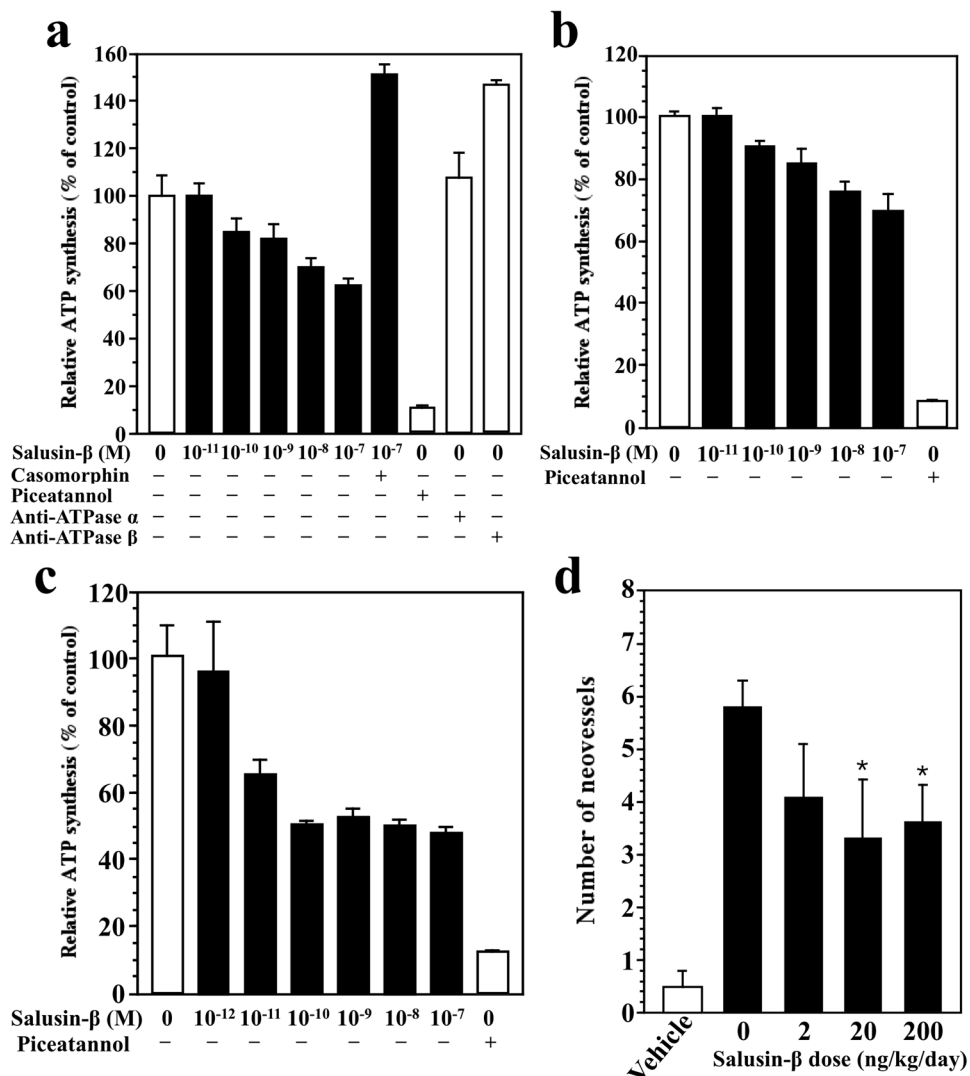 a
Relative ATP synthesis (% of control)
160
140
120
100
80
60
40
20
0
Salusin-β (M) 0 10⁻¹¹ 10⁻¹⁰ 10⁻⁹ 10⁻⁸ 10⁻⁷ 10⁻⁷ 0 0 0
Casomorphin − − − − − − + − − −
Piceatannol − − − − − − − + − −
Anti-ATPase α − − − − − − − − + −
Anti-ATPase β − − − − − − − − − +
b
Relative ATP synthesis (% of control)
120
100
80
60
40
20
0
Salusin-β (M) 0 10⁻¹¹ 10⁻¹⁰ 10⁻⁹ 10⁻⁸ 10⁻⁷ 0
Piceatannol − − − − − − +
c
Relative ATP synthesis (% of control)
120
100
80
60
40
20
0
Salusin-β (M) 0 10⁻¹² 10⁻¹¹ 10⁻¹⁰ 10⁻⁹ 10⁻⁸ 10⁻⁷ 0
Piceatannol − − − − − − − +
d
Number of neovessels
8
7
6
5
4
3
2
1
0
* *
Vehicle 0 2 20 200
Salusin-β dose (ng/kg/day)